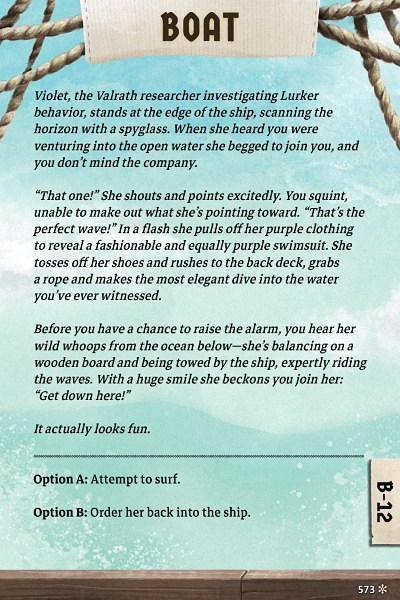 BOAT
Violet, the Valrath researcher investigating Lurker
behavior, stands at the edge of the ship, scanning the
horizon with a spyglass. When she heard you were
venturing into the open water she begged to join you, and
you don’t mind the company.
“That one!” She shouts and points excitedly. You squint,
unable to make out what she’s pointing toward. “That’s the
perfect wave!” In a flash she pulls off her purple clothing
to reveal a fashionable and equally purple swimsuit. She
tosses off her shoes and rushes to the back deck, grabs
a rope and makes the most elegant dive into the water
you’ve ever witnessed.
Before you have a chance to raise the alarm, you hear her
wild whoops from the ocean below—she’s balancing on a
wooden board and being towed by the ship, expertly riding
the waves. With a huge smile she beckons you join her:
“Get down here!”
It actually looks fun.
Option A: Attempt to surf.
Option B: Order her back into the ship.
B-12
573